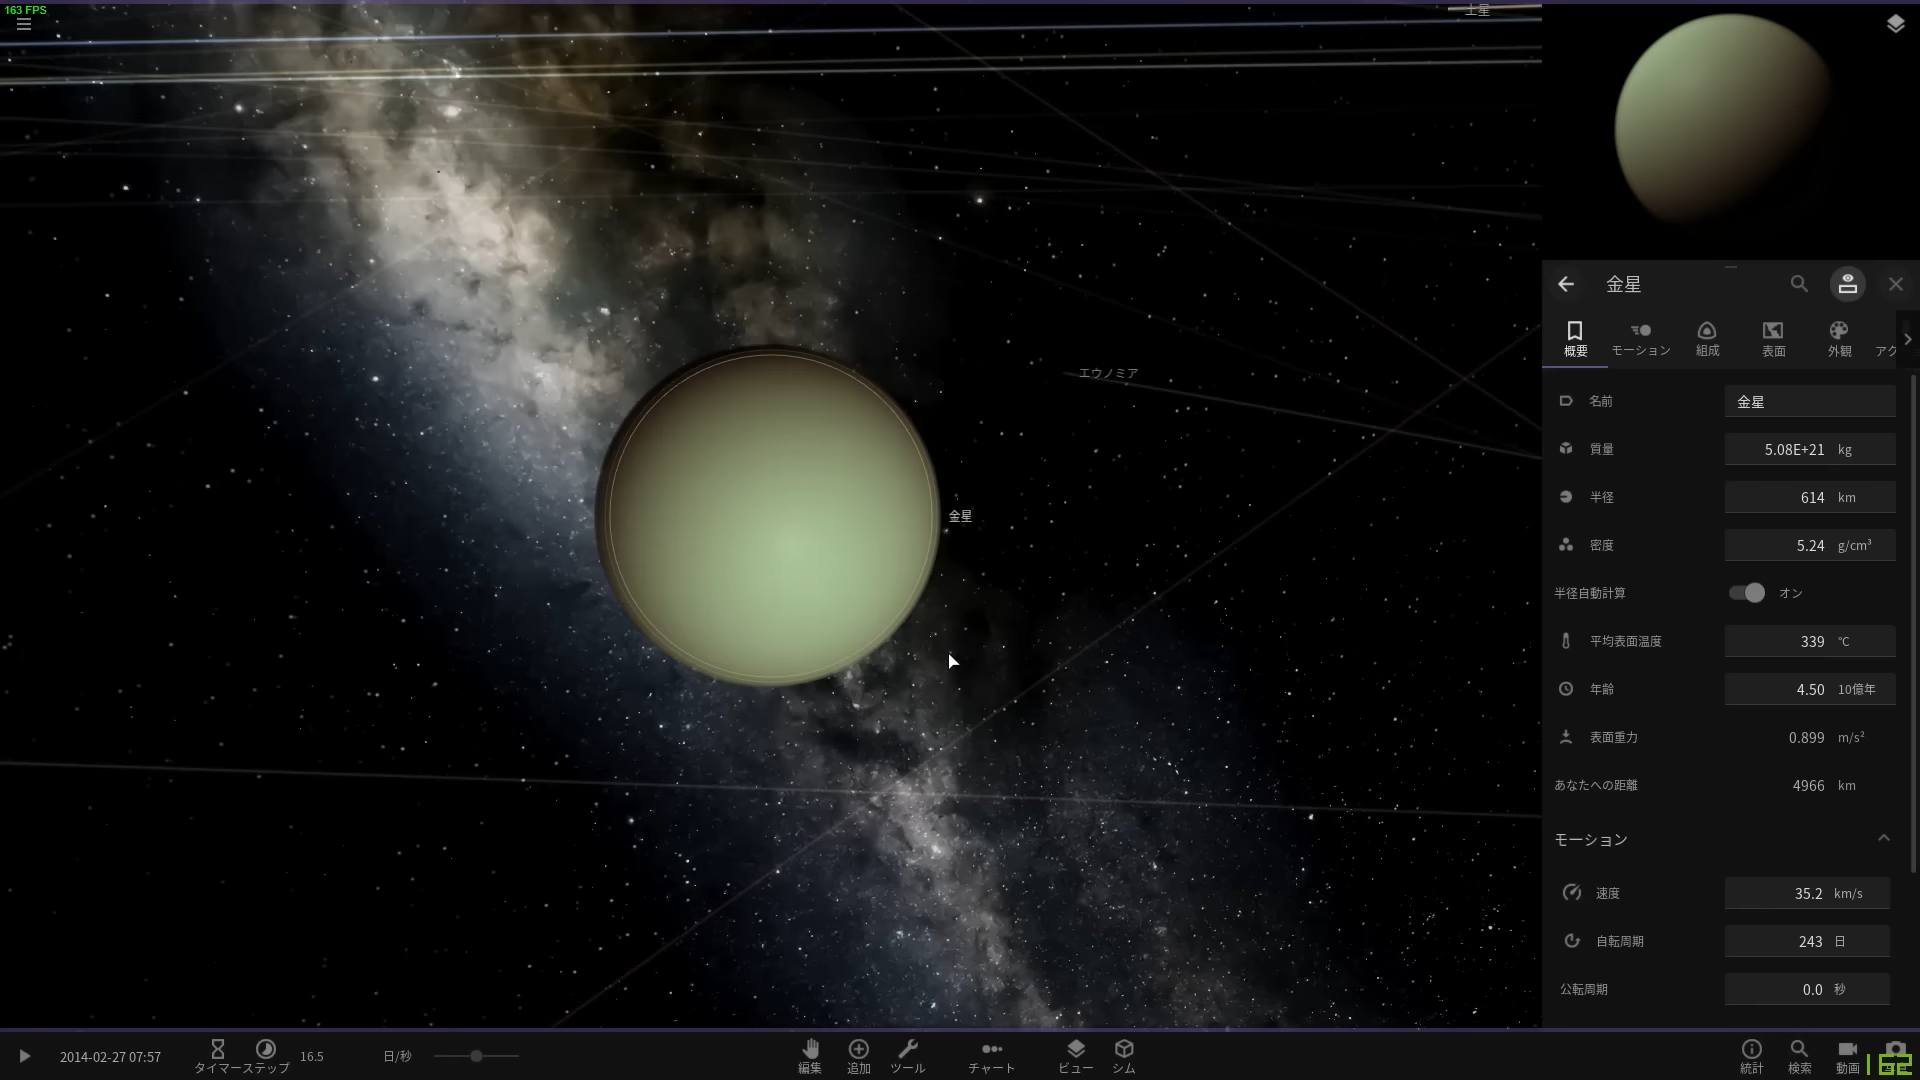 163 FPS
土星
金星
概要
モーション
組成
表面
外観
アク
エウノミア
名前
金星
質量
5.08E+21 kg
半径
614 km
密度
5.24 g/cm³
金星
半径自動計算
オン
平均表面温度
339 ℃
年齢
4.50 10億年
表面重力
0.899 m/s²
あなたへの距離
4966 km
モーション
速度
35.2 km/s
自転周期
243 日
公転周期
0.0 秒
2014-02-27 07:57
タイマーステップ
16.5 日/秒
編集
追加
ツール
チャート
ビュー
シム
統計
検索
動画